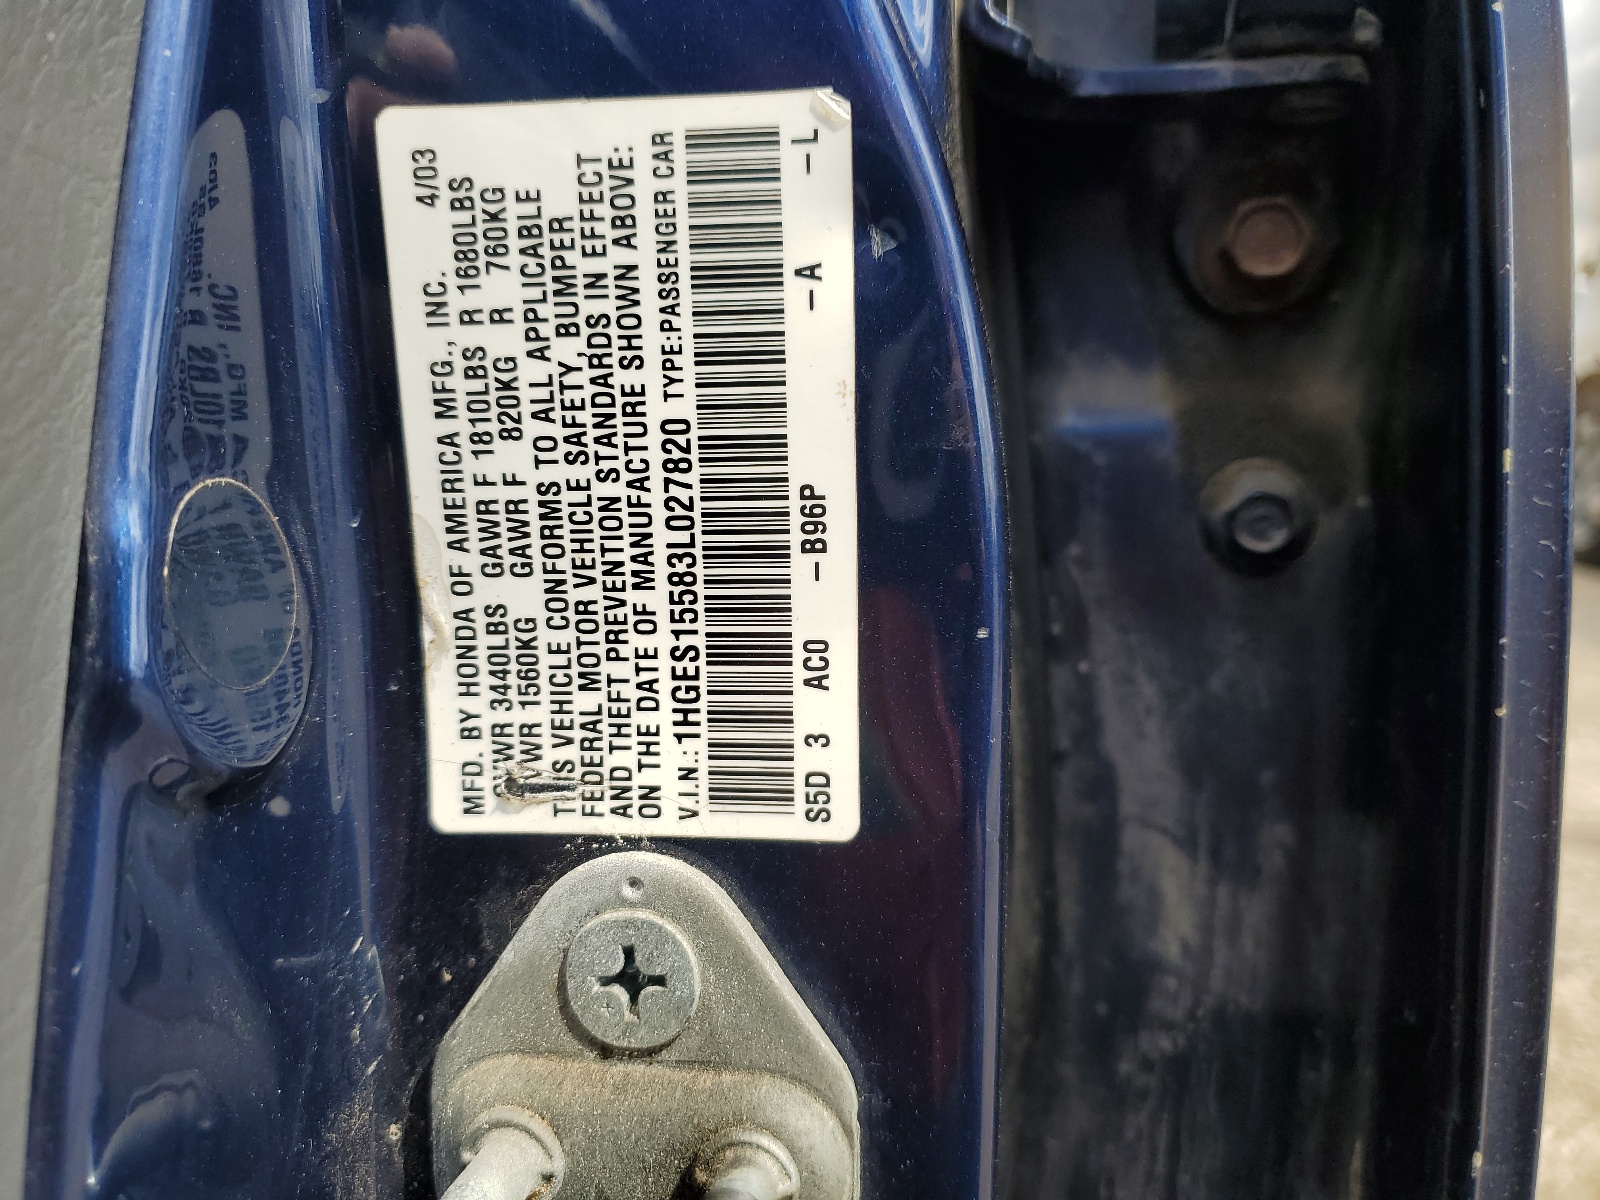 MFD. BY HONDA OF AMERICA MFG., INC. 4/03
GVWR 3440LBS GAWR F 1810LBS R 1680LBS
GVWR 1560KG GAWR F 820KG R 760KG
THIS VEHICLE CONFORMS TO ALL APPLICABLE
FEDERAL MOTOR VEHICLE SAFETY, BUMPER
AND THEFT PREVENTION STANDARDS IN EFFECT
ON THE DATE OF MANUFACTURE SHOWN ABOVE:
V.I.N.: 1HGES15583L027820 TYPE:PASSENGER CAR
S5D 3 AC0 –B96P –A –L